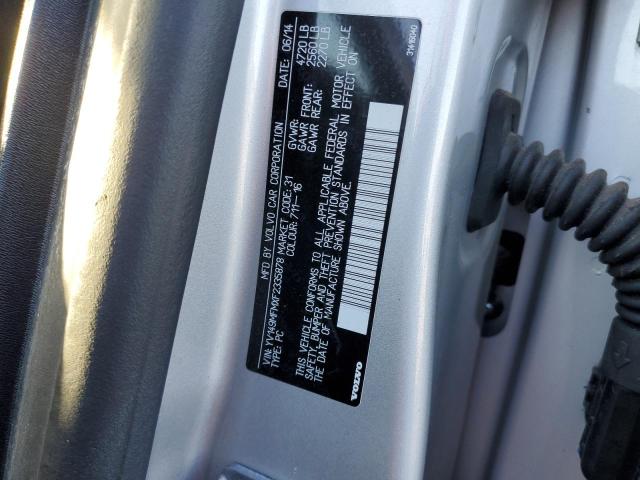 MFD BY VOLVO CAR CORPORATION DATE: 06/14
MARKET CODE: 31 GVWR: 4720 LB
COLOUR: 711-16 GAWR FRONT: 2560 LB
GAWR REAR: 2270 LB
VIN: YV149MFMXF2335878
TYPE: PC
THIS VEHICLE CONFORMS TO ALL APPLICABLE FEDERAL MOTOR VEHICLE
SAFETY, BUMPER AND THEFT PREVENTION STANDARDS IN EFFECT ON
THE DATE OF MANUFACTURE SHOWN ABOVE.
31416040
VOLVO